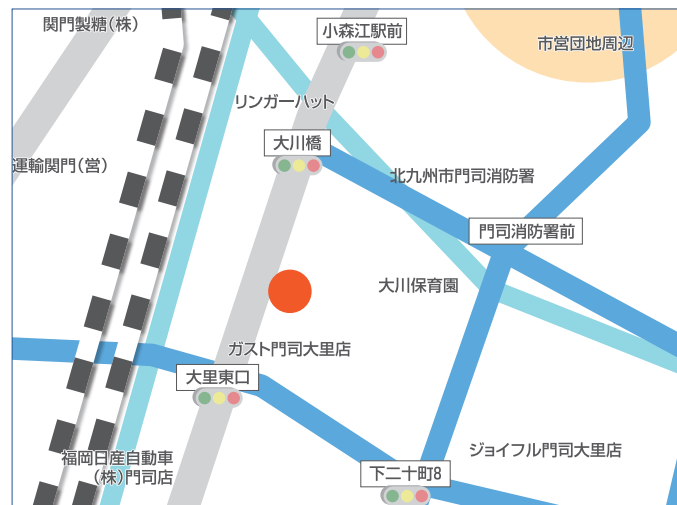 関門製糖(株)
小森江駅前
市営団地周辺
リンガーハット
大川橋
運輸関門(営)
北九州市門司消防署
門司消防署前
大川保育園
ガスト門司大里店
大里東口
福岡日産自動車
(株)門司店
ジョイフル門司大里店
下二十町8